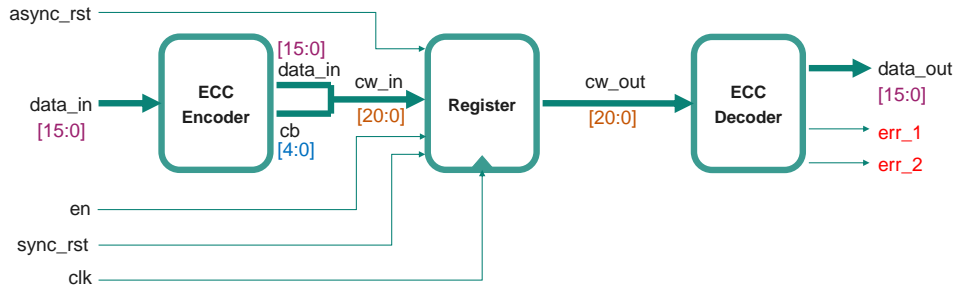 async_rst
[15:0]
data_in
cw_in
cw_out
data_out
ECC
Encoder
Register
ECC
Decoder
data_in
[15:0]
[20:0]
[20:0]
[15:0]
cb
[4:0]
err_1
err_2
en
sync_rst
clk